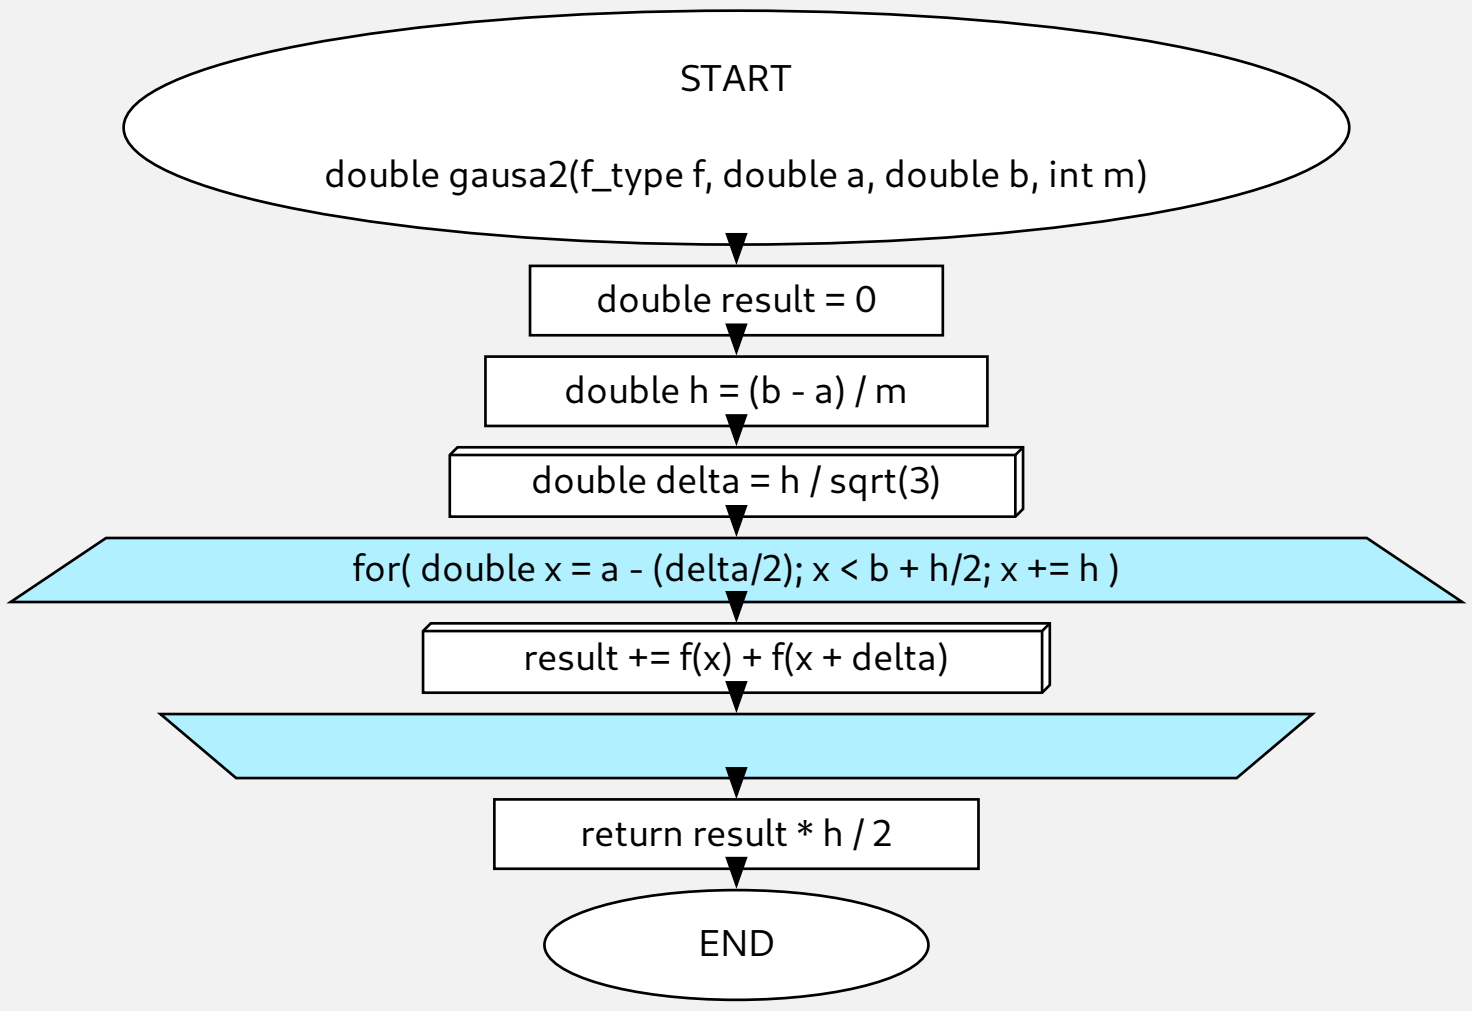 START
double gausa2(f_type f, double a, double b, int m)
double result = 0
double h = (b - a) / m
double delta = h / sqrt(3)
for( double x = a - (delta/2); x < b + h/2; x += h )
result += f(x) + f(x + delta)
return result * h / 2
END